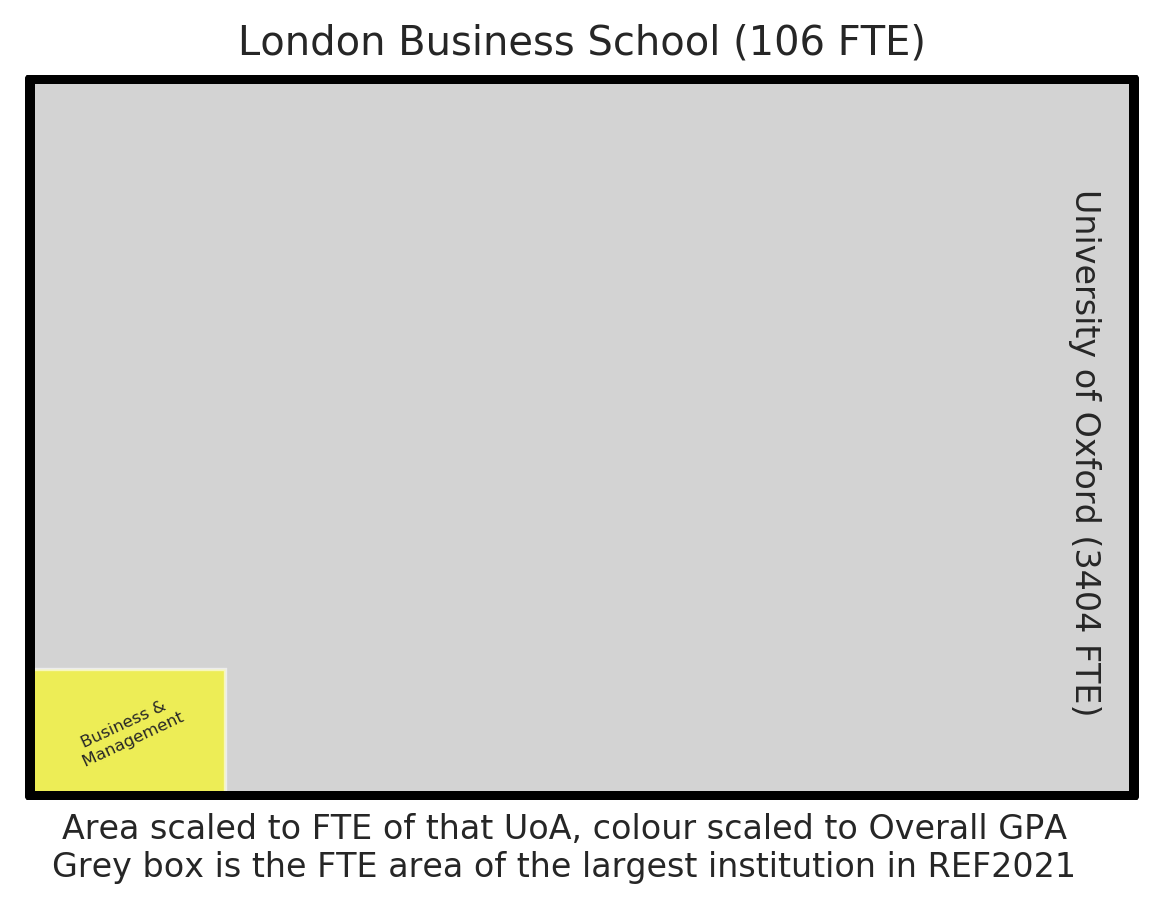 London Business School (106 FTE)
University of Oxford (3404 FTE)
Business &
Management
Area scaled to FTE of that UoA, colour scaled to Overall GPA
Grey box is the FTE area of the largest institution in REF2021